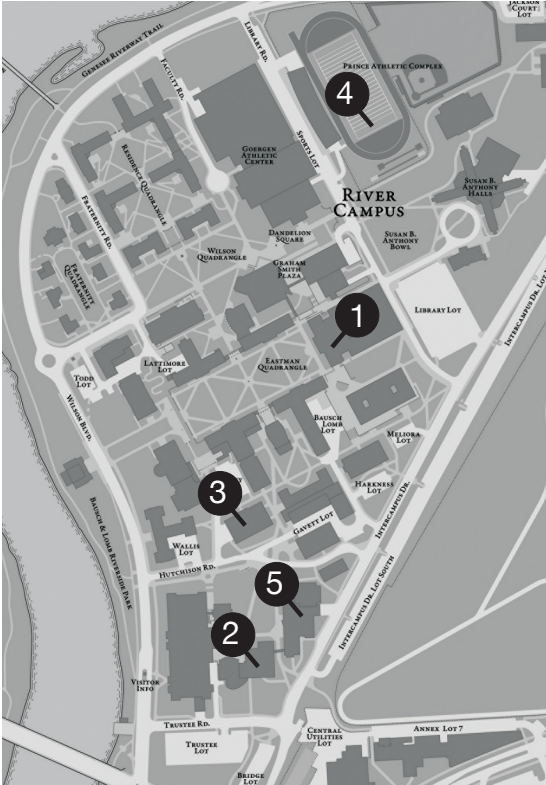 JACKSON
COURT
LOT
GENESEE RIVERWAY TRAIL
LIBRARY RD.
FACULTY RD.
PRINCE ATHLETIC COMPLEX
4
SPORTS LOT
GOERGEN
ATHLETIC
CENTER
RESIDENCE QUADRANGLE
SUSAN B.
ANTHONY
HALLS
RIVER
CAMPUS
FRATERNITY RD.
DANDELION
SQUARE
SUSAN B.
ANTHONY
BOWL
WILSON
QUADRANGLE
GRAHAM
SMITH
PLAZA
FRATERNITY
QUADRANGLE
INTERCAMPUS DR. LOT
1
LIBRARY LOT
EASTMAN
QUADRANGLE
LATTIMORE
LOT
TODD
LOT
WILSON BLVD.
BAUSCH
LOMB
LOT
MELIORA
LOT
HARKNESS
LOT
3
Y
GAVETT LOT
INTERCAMPUS DR.
BAUSCH & LOMB RIVERSIDE PARK
WALLIS
LOT
HUTCHISON RD.
5
INTERCAMPUS DR. LOT SOUTH
2
VISITOR
INFO
TRUSTEE RD.
TRUSTEE
LOT
CENTRAL
UTILITIES
LOT
ANNEX LOT 7
BRIDGE
LOT